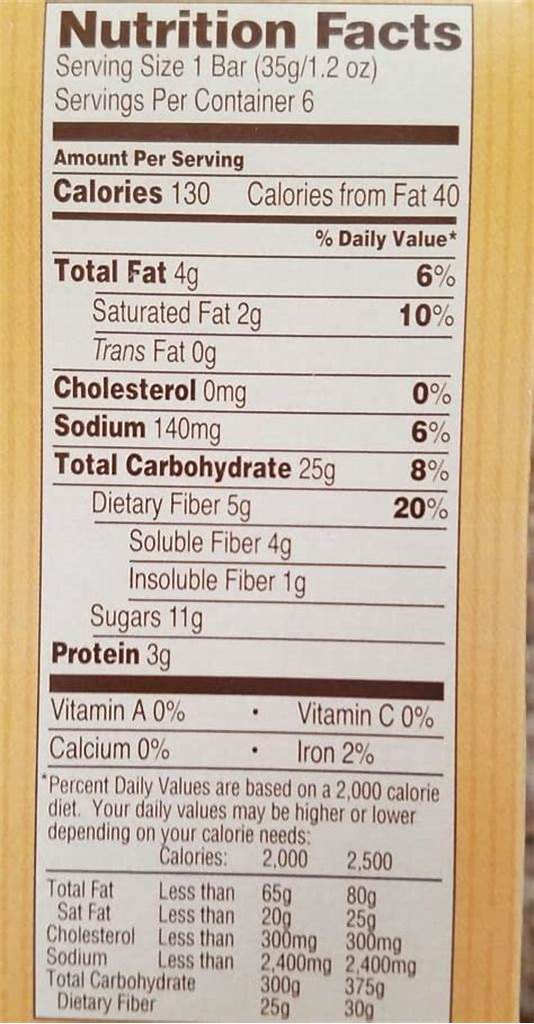 Nutrition Facts
Serving Size 1 Bar (35g/1.2 oz)
Servings Per Container 6
Amount Per Serving
Calories 130 Calories from Fat 40
% Daily Value*
Total Fat 4g 6%
Saturated Fat 2g 10%
Trans Fat 0g
Cholesterol 0mg 0%
Sodium 140mg 6%
Total Carbohydrate 25g 8%
Dietary Fiber 5g 20%
Soluble Fiber 4g
Insoluble Fiber 1g
Sugars 11g
Protein 3g
Vitamin A 0% • Vitamin C 0%
Calcium 0% • Iron 2%
*Percent Daily Values are based on a 2,000 calorie
diet. Your daily values may be higher or lower
depending on your calorie needs:
Calories: 2,000 2,500
Total Fat Less than 65g 80g
Sat Fat Less than 20g 25g
Cholesterol Less than 300mg 300mg
Sodium Less than 2,400mg 2,400mg
Total Carbohydrate 300g 375g
Dietary Fiber 25g 30g